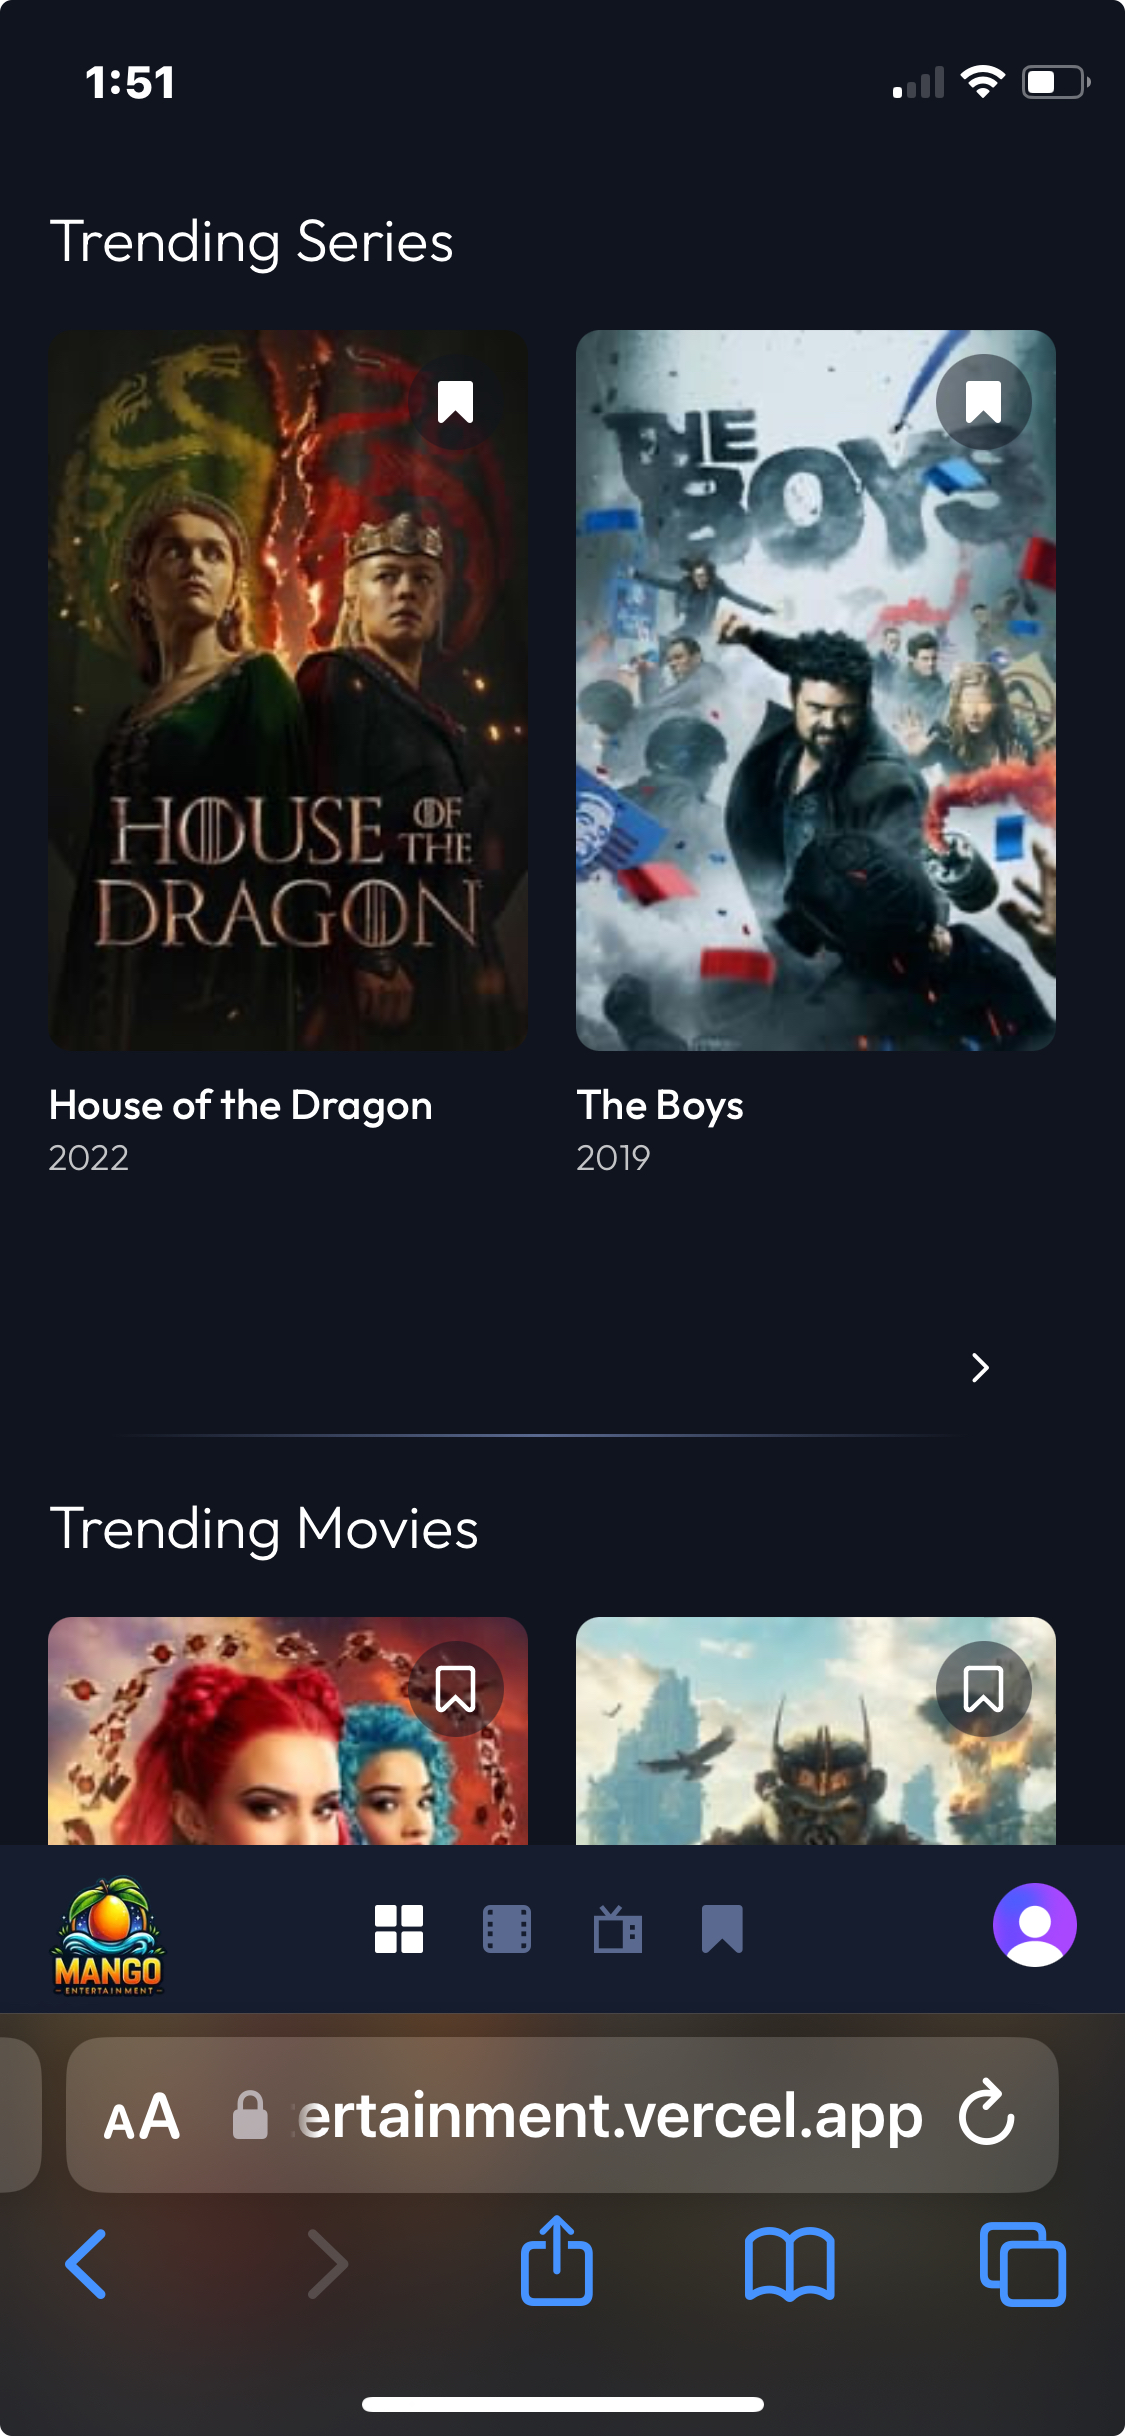 1:51
Trending Series
THE
BOYS
HOUSE OF THE
DRAGON
House of the Dragon
The Boys
2022
2019
Trending Movies
MANGO
ENTERTAINMENT
AA
ertainment.vercel.app